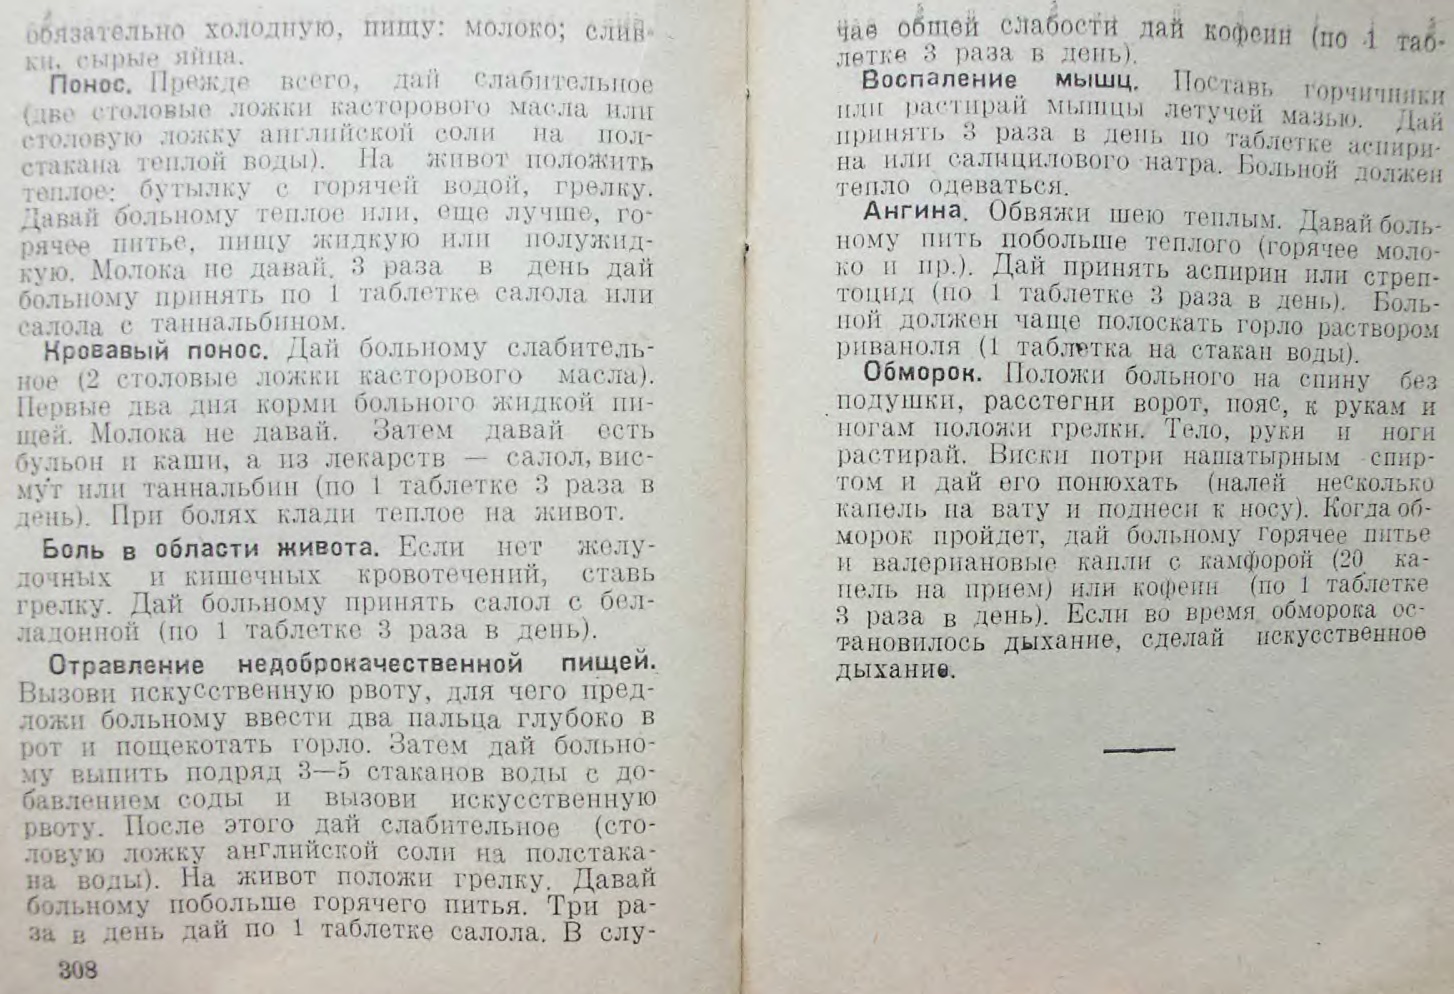 обязательно холодную, пищу: молоко; слив-
ки, сырые яйца.
Понос. Прежде всего, дай слабительное
(две столовые ложки касторового масла или
столовую ложку английской соли на пол-
стакана теплой воды). На живот положить
теплое: бутылку с горячей водой, грелку.
Давай больному теплое или, еще лучше, го-
рячее питье, пищу жидкую или полужид-
кую. Молока не давай. 3 раза в день дай
больному принять по 1 таблетке салола или
салола с танальбином.
Кровавый понос. Дай больному слабитель-
ное (2 столовые ложки касторового масла).
Первые два дня корми больного жидкой пи-
щей. Молока не давай. Затем давай есть
бульон и каши, а из лекарств — салол, вис-
мут или таннальбин (по 1 таблетке 3 раза в
день). При болях клади теплое на живот.
Боль в области живота. Если нет желу-
дочных и кишечных кровотечений, ставь
грелку. Дай больному принять салол с бел-
ладонной (по 1 таблетке 3 раза в день).
Отравление недоброкачественной пищей.
Вызови искусственную рвоту, для чего пред-
ложи больному ввести два пальца глубоко в
рот и пощекотать горло. Затем дай больно-
му выпить подряд 3—5 стаканов воды с до-
бавлением соды и вызови искусственную
рвоту. После этого дай слабительное (сто-
ловую ложку английской соли на полстака-
на воды). На живот положи грелку. Давай
больному побольше горячего питья. Три ра-
за в день дай по 1 таблетке салола. В слу-
308
чае общей слабости дай кофеин (по 1 таб-
летке 3 раза в день).
Воспаление мышц. Поставь горчичники
или растирай мышцы летучей мазью. Дай
принять 3 раза в день по таблетке аспири-
на или салицилового натра. Больной должен
тепло одеваться.
Ангина. Обвяжи шею теплым. Давай боль-
ному пить побольше теплого (горячее моло-
ко и пр.). Дай принять аспирин или стреп-
тоцид (по 1 таблетке 3 раза в день). Боль-
ной должен чаще полоскать горло раствором
риваноля (1 таблетка на стакан воды).
Обморок. Положи больного на спину без
подушки, расстегни ворот, пояс, к рукам и
ногам положи грелки. Тело, руки и ноги
растирай. Виски потри нашатырным спир-
том и дай его понюхать (налей несколько
капель на вату и поднеси к носу). Когда об-
морок пройдет, дай больному горячее питье
и валериановые капли с камфорой (20 ка-
пель на прием) или кофеин (по 1 таблетке
3 раза в день). Если во время обморока ос-
тановилось дыхание, сделай искусственное
дыхание.